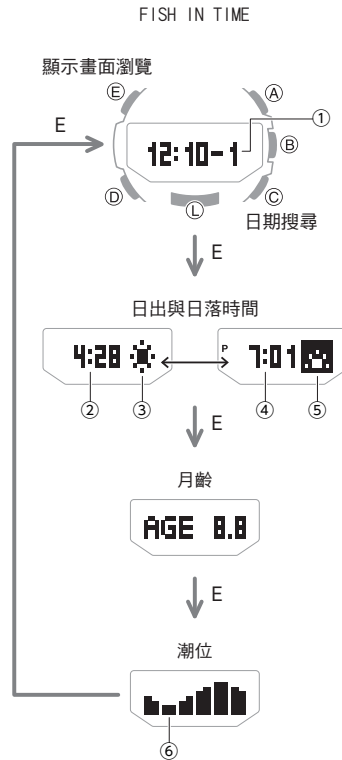 FISH IN TIME
顯示畫面瀏覽
Ⓔ Ⓐ
E
12:10-1
①
Ⓑ
Ⓓ Ⓛ Ⓒ
日期搜尋
E
日出與日落時間
4:28 P 7:01
② ③ ④ ⑤
E
月齡
AGE 8.8
E
潮位
⑥